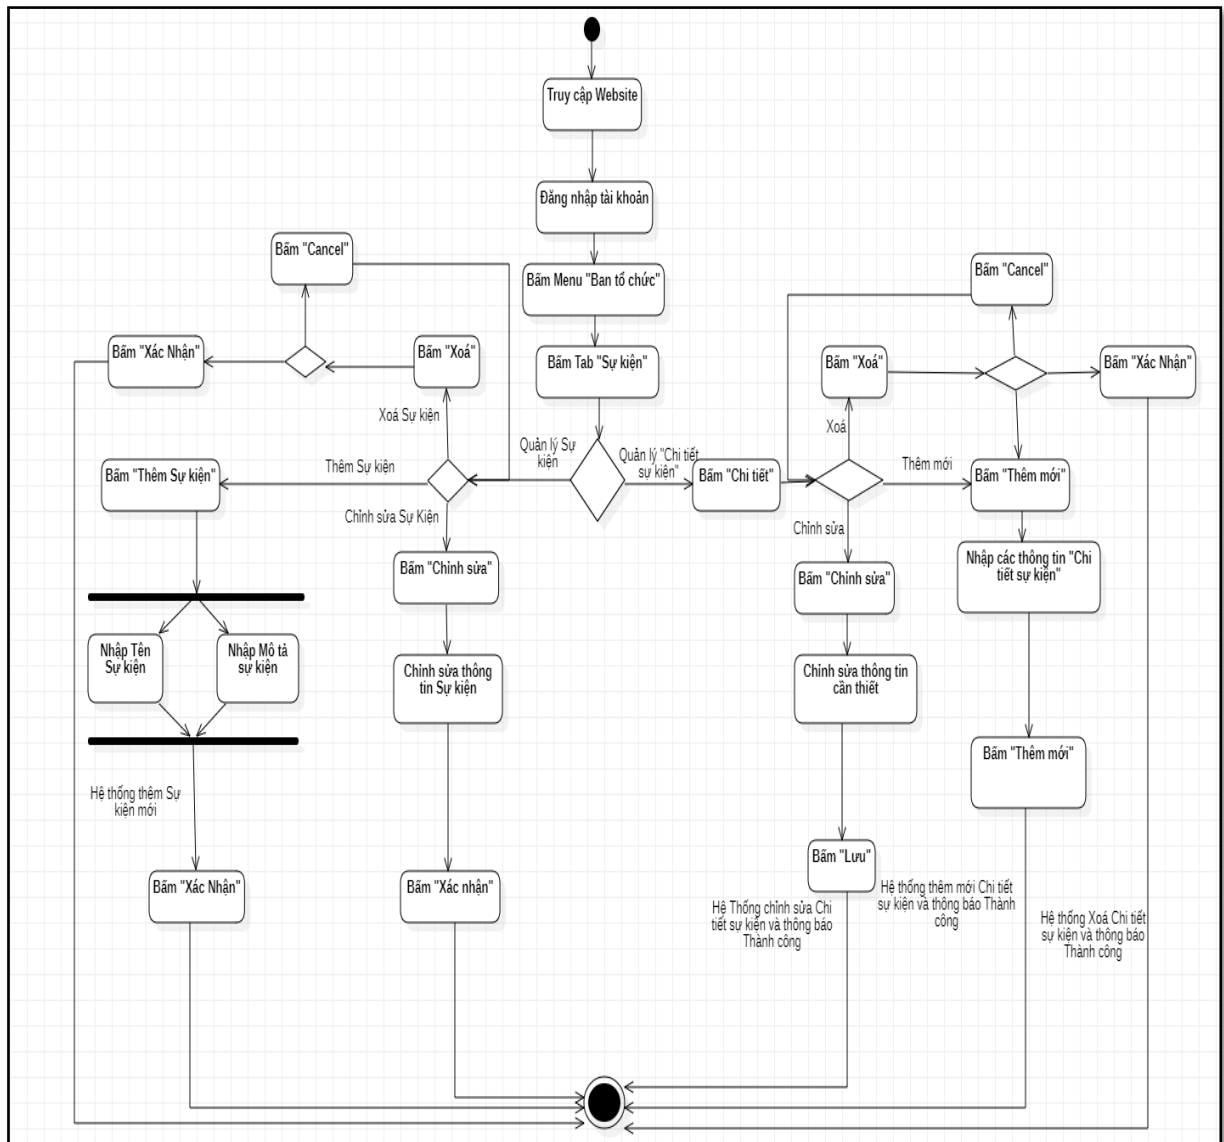 Truy cập Website
Đăng nhập tài khoản
Bấm Menu "Ban tổ chức"
Bấm Tab "Sự kiện"
Quản lý Sự
kiện
Quản lý "Chi tiết
sự kiện"
Bấm "Cancel"
Bấm "Xác Nhận"
Bấm "Xoá"
Xoá Sự kiện
Thêm Sự kiện
Chỉnh sửa Sự Kiện
Bấm "Thêm Sự kiện"
Nhập Tên
Sự kiện
Nhập Mô tả
sự kiện
Hệ thống thêm Sự
kiện mới
Bấm "Xác Nhận"
Bấm "Chỉnh sửa"
Chỉnh sửa thông
tin Sự kiện
Bấm "Xác nhận"
Bấm "Chi tiết"
Bấm "Cancel"
Bấm "Xoá"
Bấm "Xác Nhận"
Xoá
Thêm mới
Chỉnh sửa
Bấm "Thêm mới"
Nhập các thông tin "Chi
tiết sự kiện"
Bấm "Thêm mới"
Bấm "Chỉnh sửa"
Chỉnh sửa thông tin
cần thiết
Bấm "Lưu"
Hệ Thống chỉnh sửa Chi
tiết sự kiện và thông báo
Thành công
Hệ thống thêm mới Chi tiết
sự kiện và thông báo Thành
công
Hệ thống Xoá Chi tiết
sự kiện và thông báo
Thành công